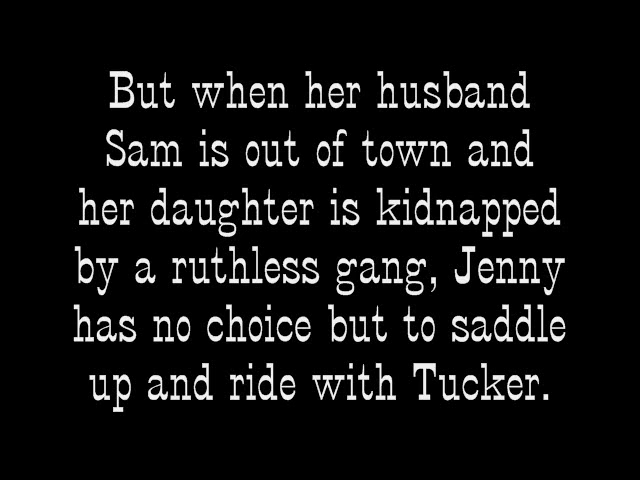 But when her husband
Sam is out of town and
her daughter is kidnapped
by a ruthless gang, Jenny
has no choice but to saddle
up and ride with Tucker.